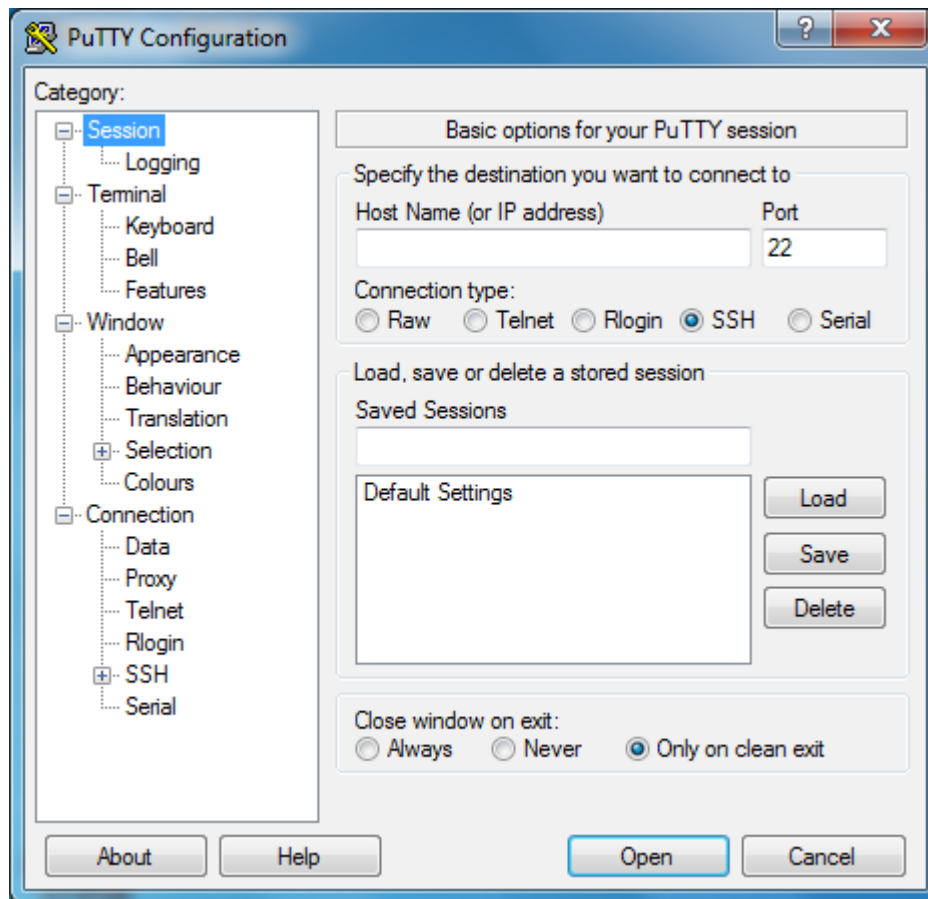 PuTTY Configuration
?
Category:
Session
Logging
Terminal
Keyboard
Bell
Features
Window
Appearance
Behaviour
Translation
Selection
Colours
Connection
Data
Proxy
Telnet
Rlogin
SSH
Serial
Basic options for your PuTTY session
Specify the destination you want to connect to
Host Name (or IP address) Port
22
Connection type:
Raw Telnet Rlogin SSH Serial
Load, save or delete a stored session
Saved Sessions
Default Settings
Load
Save
Delete
Close window on exit:
Always Never Only on clean exit
About Help Open Cancel